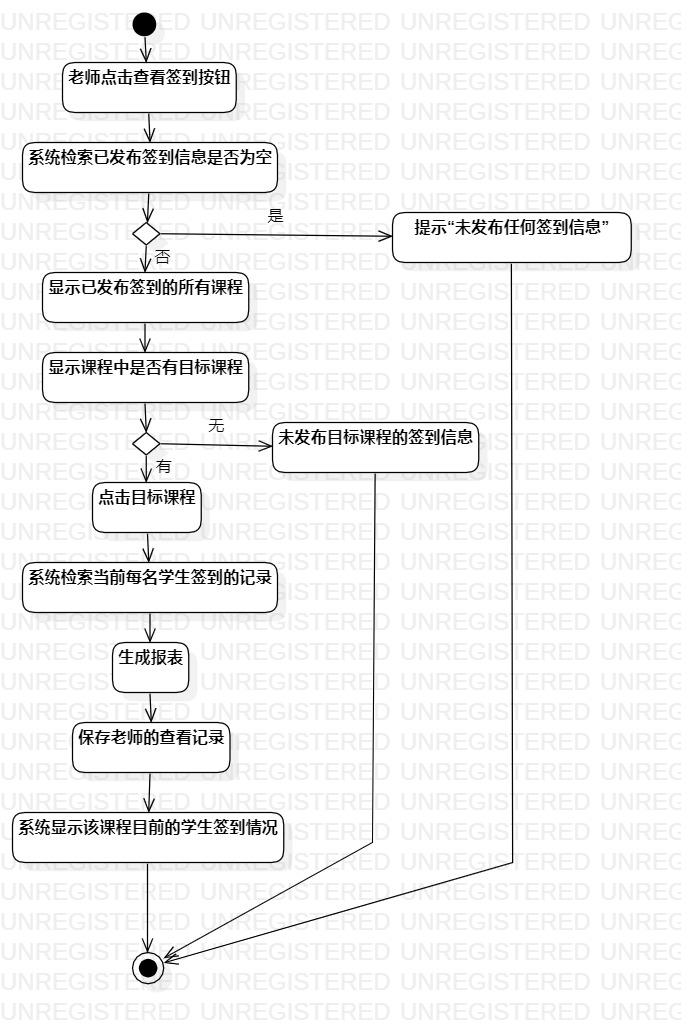 老师点击查看签到按钮
系统检索已发布签到信息是否为空
是
提示“未发布任何签到信息”
否
显示已发布签到的所有课程
显示课程中是否有目标课程
无
未发布目标课程的签到信息
有
点击目标课程
系统检索当前每名学生签到的记录
生成报表
保存老师的查看记录
系统显示该课程目前的学生签到情况
UNREGISTERED